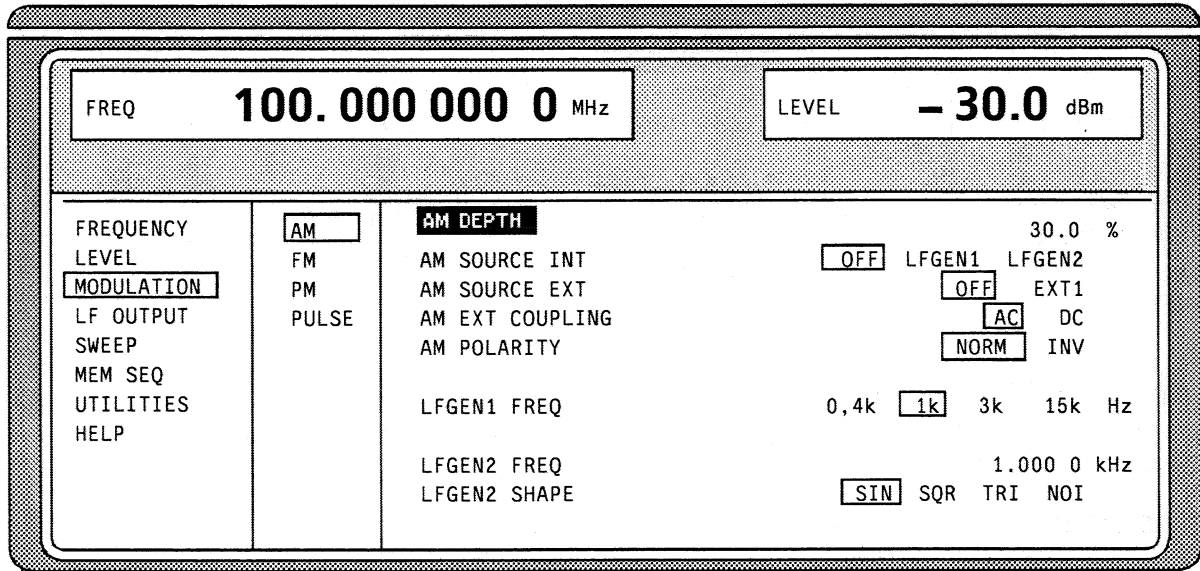 FREQ 100.000 000 0 MHz
LEVEL – 30.0 dBm
FREQUENCY
LEVEL
MODULATION
LF OUTPUT
SWEEP
MEM SEQ
UTILITIES
HELP
AM
FM
PM
PULSE
AM DEPTH 30.0 %
AM SOURCE INT OFF LFGEN1 LFGEN2
AM SOURCE EXT OFF EXT1
AM EXT COUPLING AC DC
AM POLARITY NORM INV
LFGEN1 FREQ 0,4k 1k 3k 15k Hz
LFGEN2 FREQ 1.000 0 kHz
LFGEN2 SHAPE SIN SQR TRI NOI